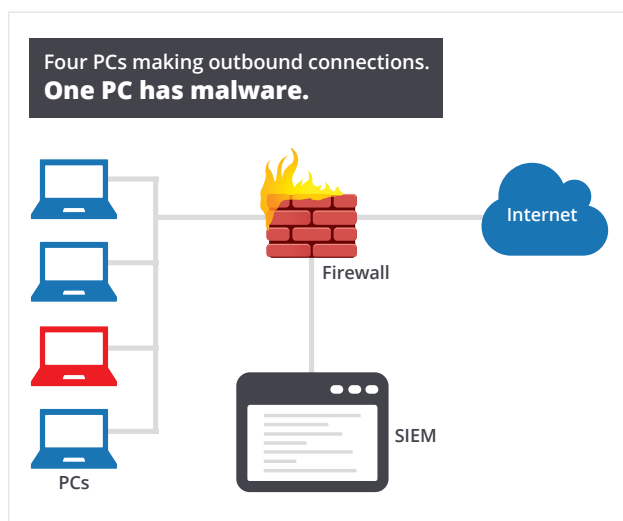 Four PCs making outbound connections.
One PC has malware.
Internet
Firewall
SIEM
PCs